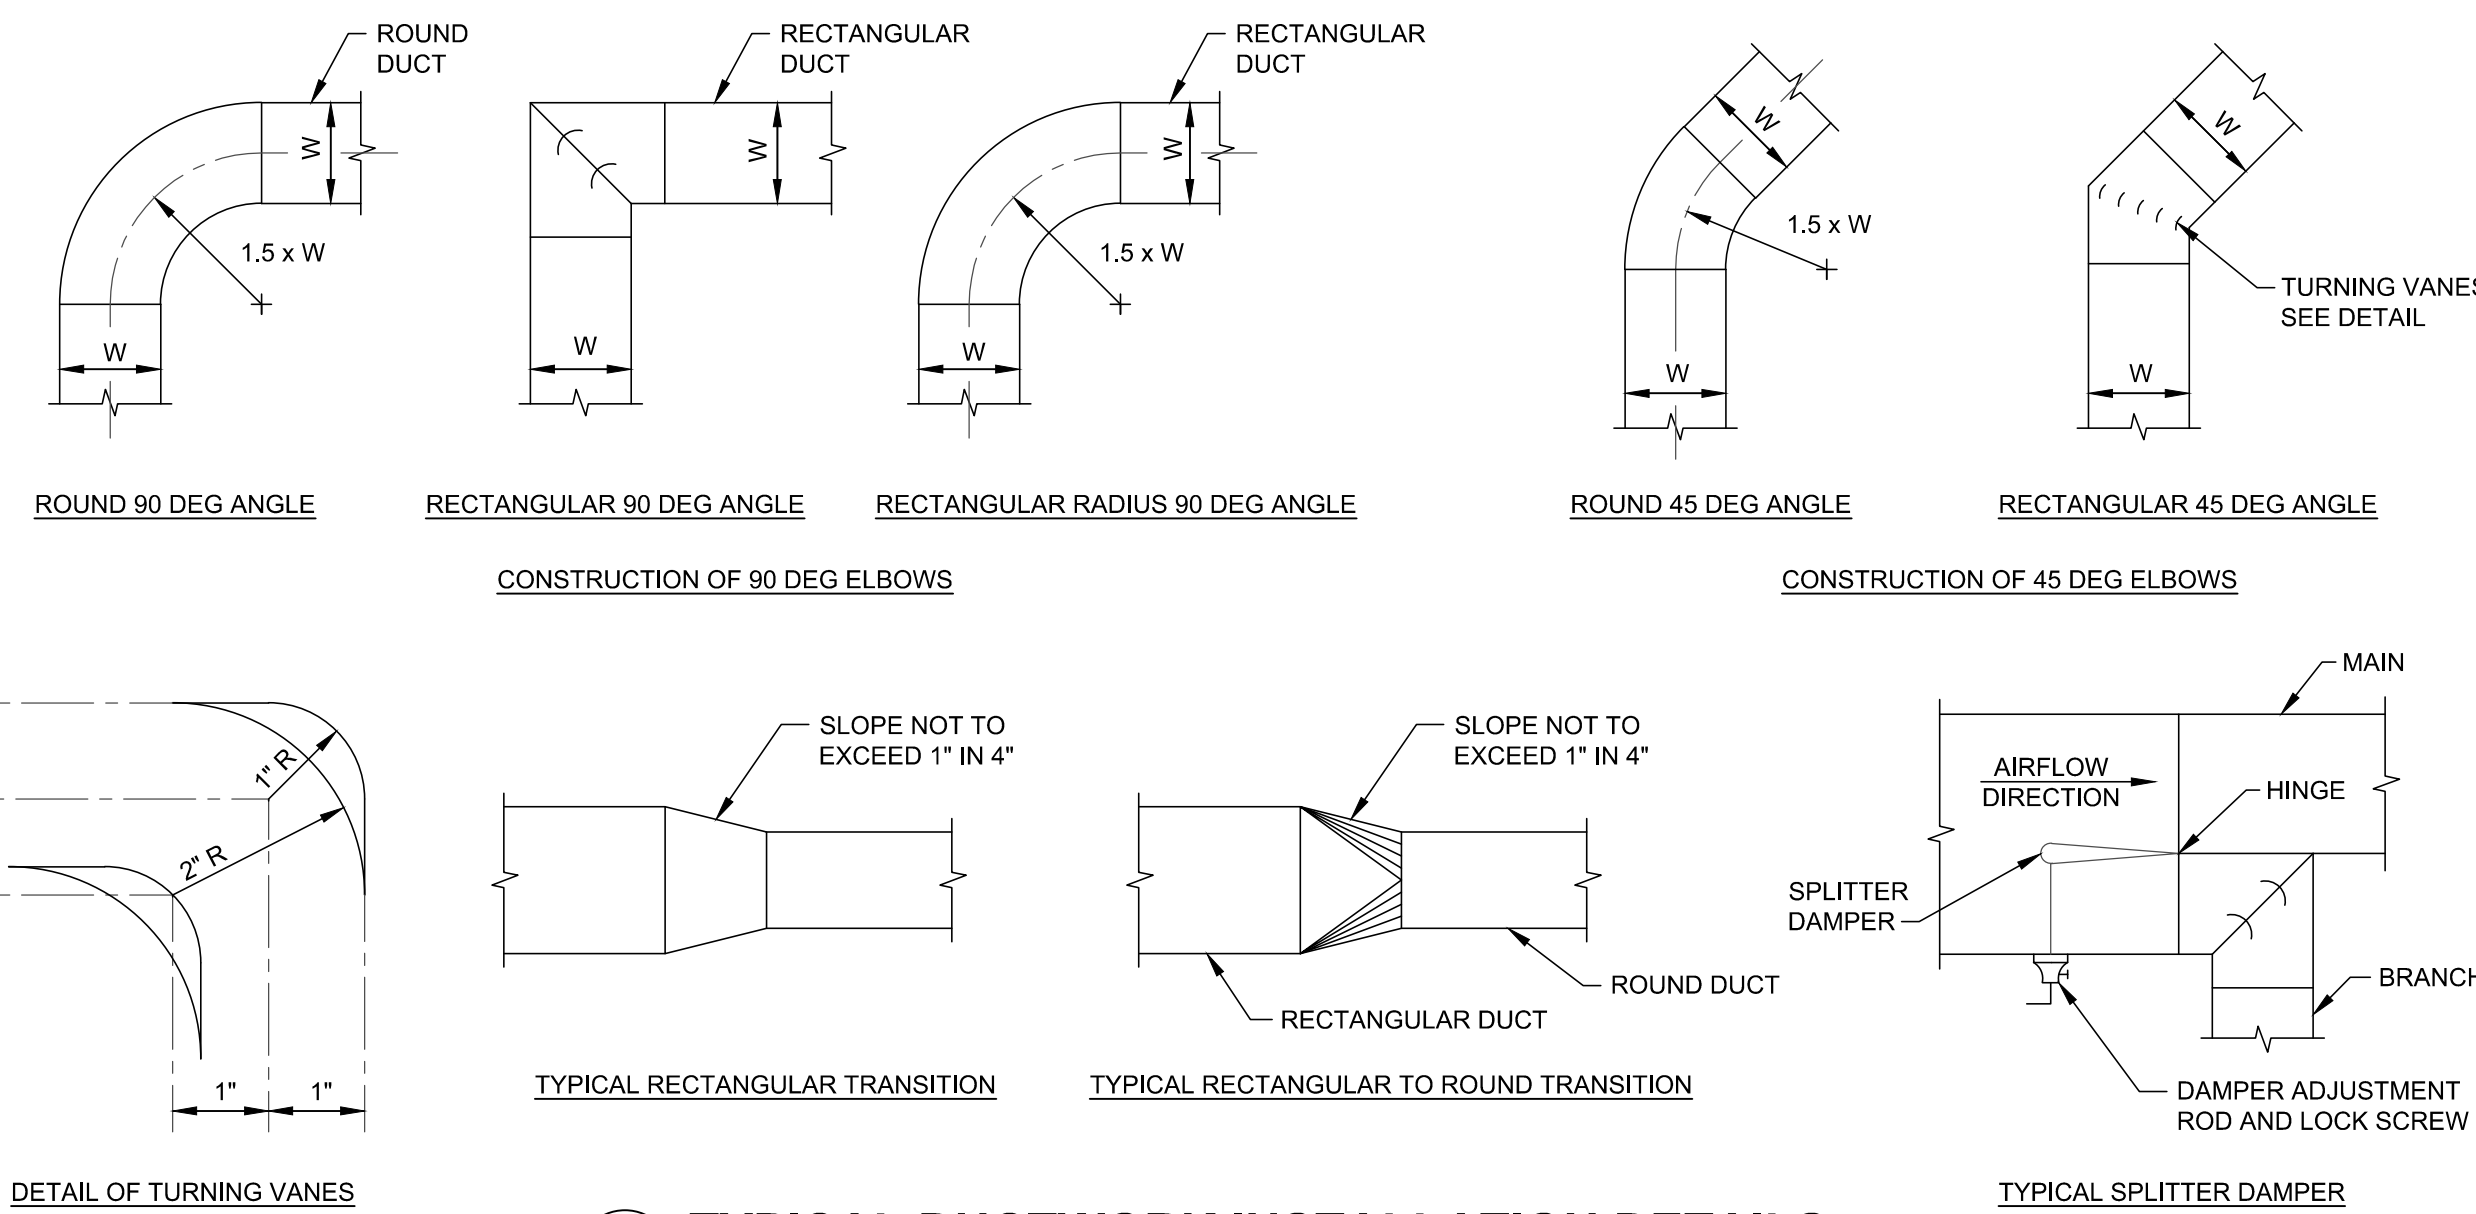 ROUND
DUCT
W
1.5 x W
W
ROUND 90 DEG ANGLE
RECTANGULAR
DUCT
W
W
RECTANGULAR 90 DEG ANGLE
RECTANGULAR
DUCT
W
1.5 x W
W
RECTANGULAR RADIUS 90 DEG ANGLE
CONSTRUCTION OF 90 DEG ELBOWS
W
1.5 x W
W
ROUND 45 DEG ANGLE
W
TURNING VANES
SEE DETAIL
W
RECTANGULAR 45 DEG ANGLE
CONSTRUCTION OF 45 DEG ELBOWS
1" R
2" R
1"
1"
DETAIL OF TURNING VANES
SLOPE NOT TO
EXCEED 1" IN 4"
TYPICAL RECTANGULAR TRANSITION
SLOPE NOT TO
EXCEED 1" IN 4"
ROUND DUCT
RECTANGULAR DUCT
TYPICAL RECTANGULAR TO ROUND TRANSITION
MAIN
AIRFLOW
DIRECTION
HINGE
SPLITTER
DAMPER
BRANCH
DAMPER ADJUSTMENT
ROD AND LOCK SCREW
TYPICAL SPLITTER DAMPER